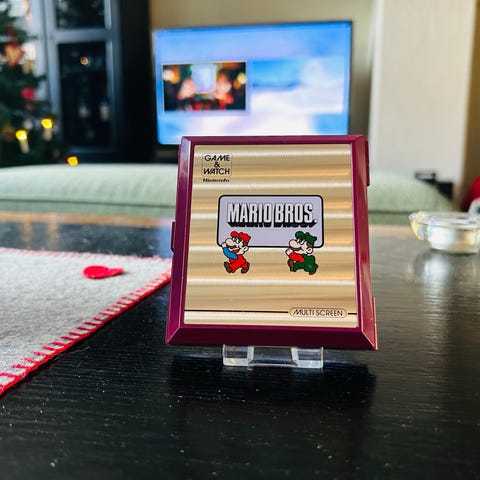 GAME
&
WATCH
Nintendo
MARIO BROS.
MULTI SCREEN